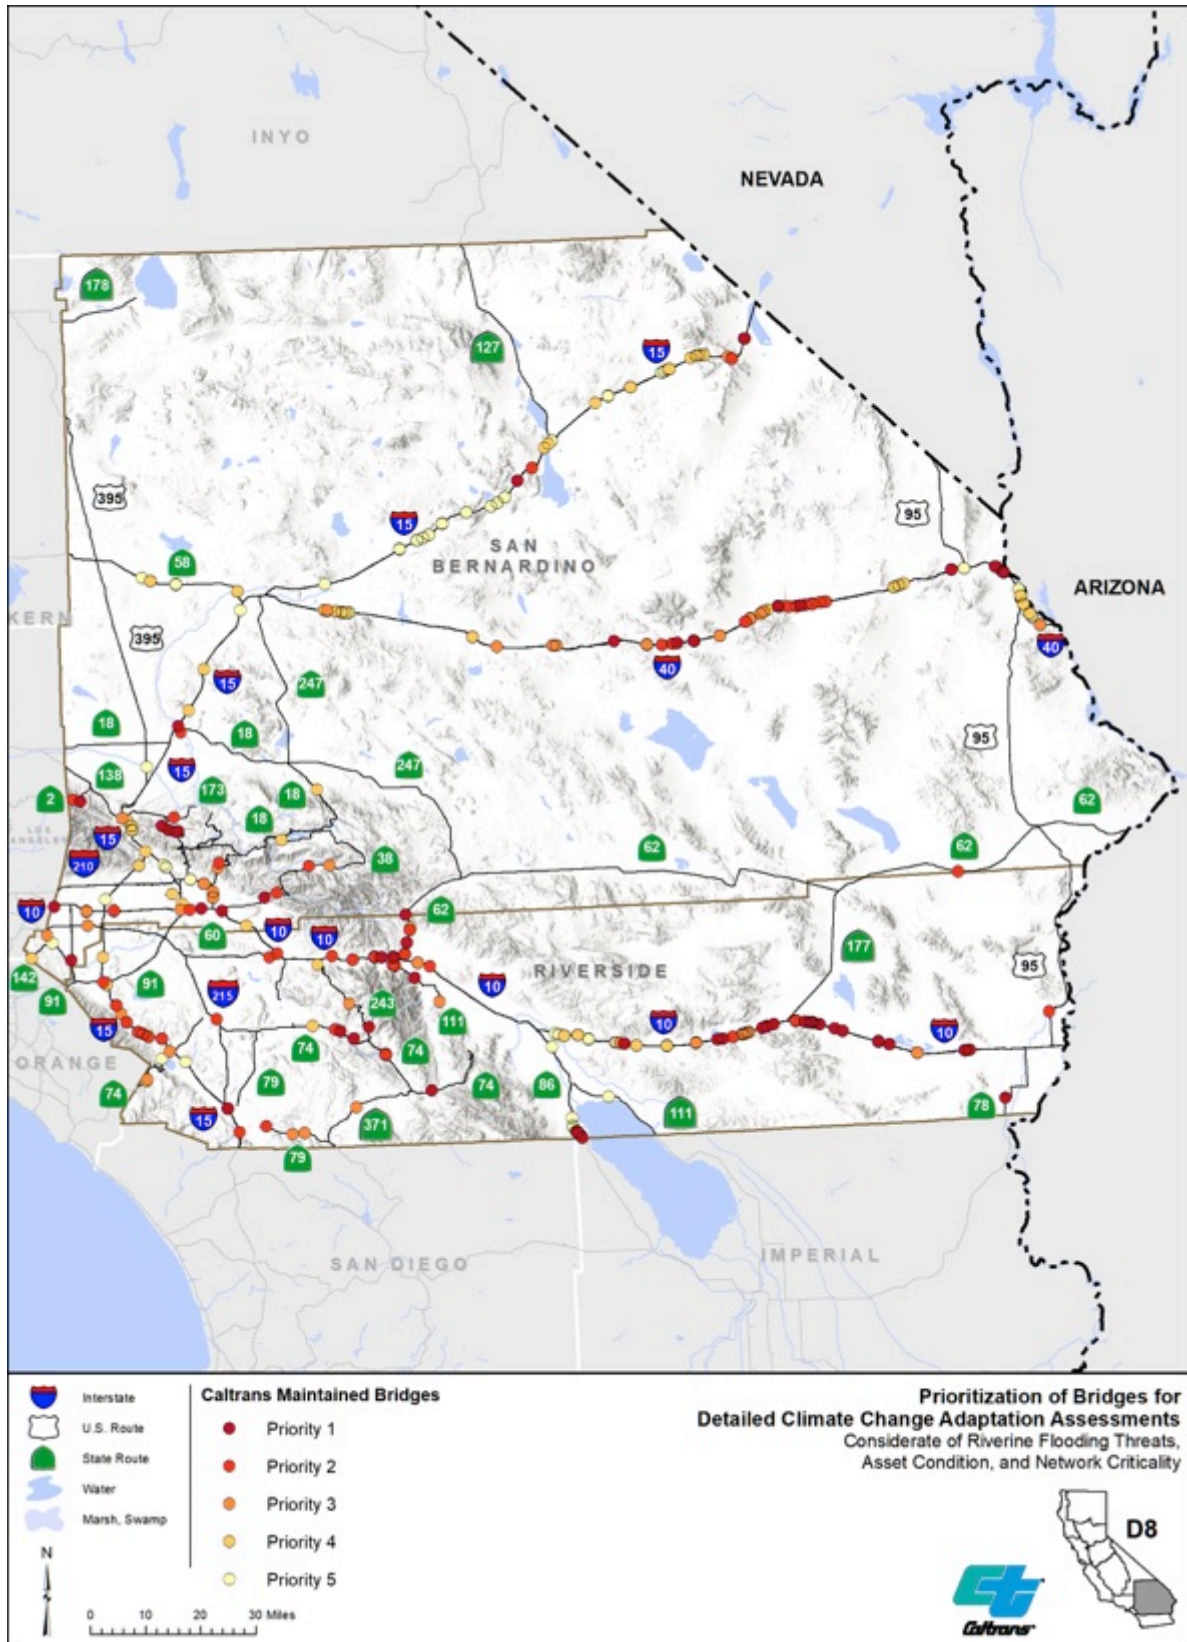 INYO
NEVADA
178
127
15
395
95
15
SAN
BERNARDINO
58
ARIZONA
KERN
395
40
40
15
247
18
18
95
247
15
138
173
18
2
62
LOS
ANGELES
15
18
62
62
210
38
10
62
60
10
10
177
RIVERSIDE
95
142
91
91
215
243
10
111
10
10
15
ORANGE
74
74
74
79
74
86
15
371
111
78
79
SAN DIEGO
IMPERIAL
Interstate
U.S. Route
State Route
Water
Marsh, Swamp
N
0 10 20 30 Miles
Caltrans Maintained Bridges
Priority 1
Priority 2
Priority 3
Priority 4
Priority 5
Prioritization of Bridges for
Detailed Climate Change Adaptation Assessments
Considerate of Riverine Flooding Threats,
Asset Condition, and Network Criticality
D8
Caltrans